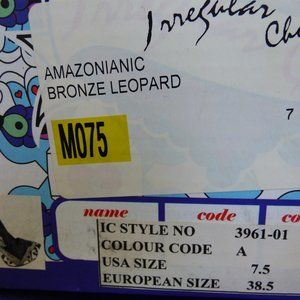 Irregular
Ch
AMAZONIANIC
BRONZE LEOPARD
7
M075
name code co
IC STYLE NO 3961-01
COLOUR CODE A
USA SIZE 7.5
EUROPEAN SIZE 38.5